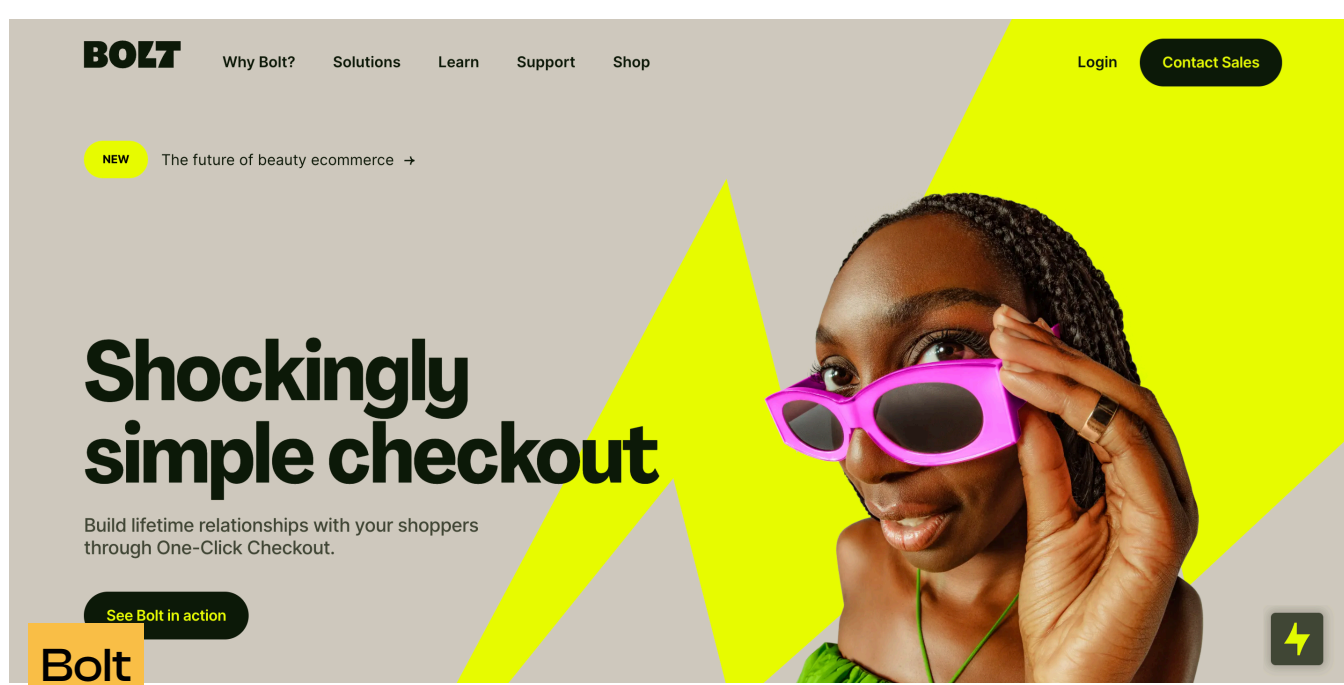 BOLT
Why Bolt?
Solutions
Learn
Support
Shop
Login
Contact Sales
NEW
The future of beauty ecommerce →
Shockingly
simple checkout
Build lifetime relationships with your shoppers
through One-Click Checkout.
See Bolt in action
Bolt